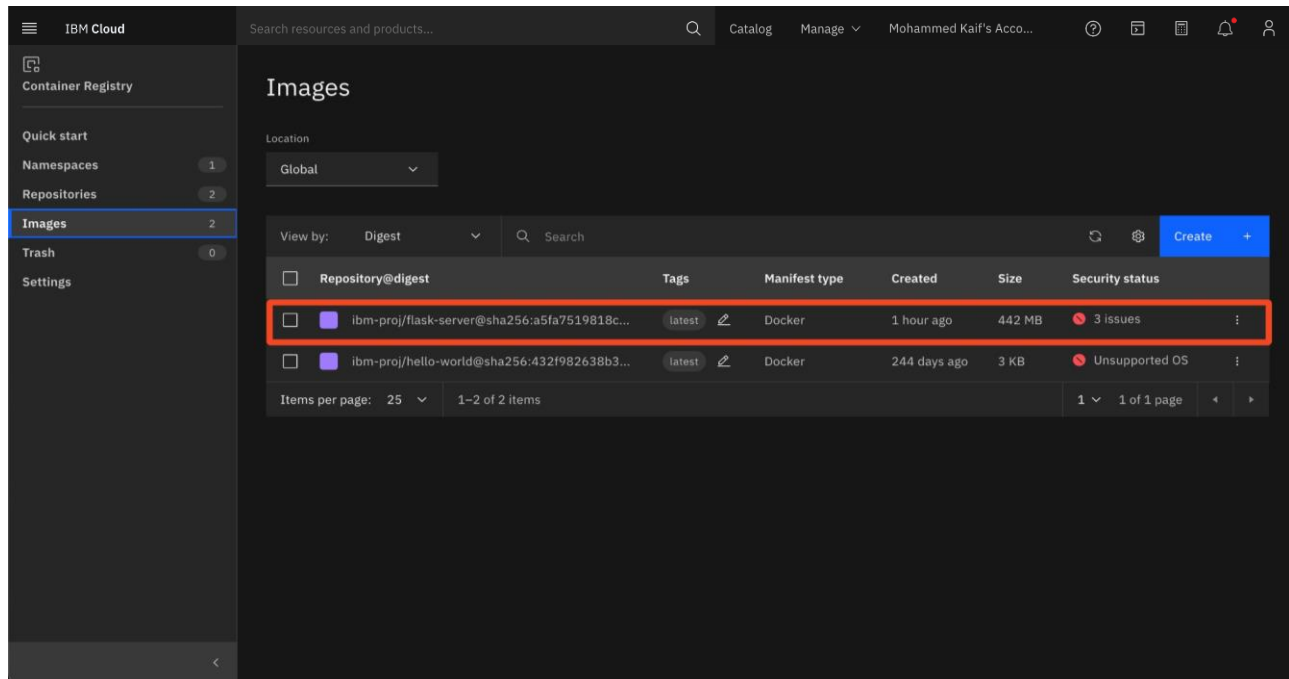 IBM Cloud
Search resources and products...
Catalog
Manage
Mohammed Kaif's Acco...
Container Registry
Quick start
Namespaces 1
Repositories 2
Images 2
Trash 0
Settings
Images
Location
Global
View by: Digest
Search
Create +
Repository@digest Tags Manifest type Created Size Security status
ibm-proj/flask-server@sha256:a5fa7519818c... latest Docker 1 hour ago 442 MB 3 issues
ibm-proj/hello-world@sha256:432f982638b3... latest Docker 244 days ago 3 KB Unsupported OS
Items per page: 25 1–2 of 2 items 1 1 of 1 page